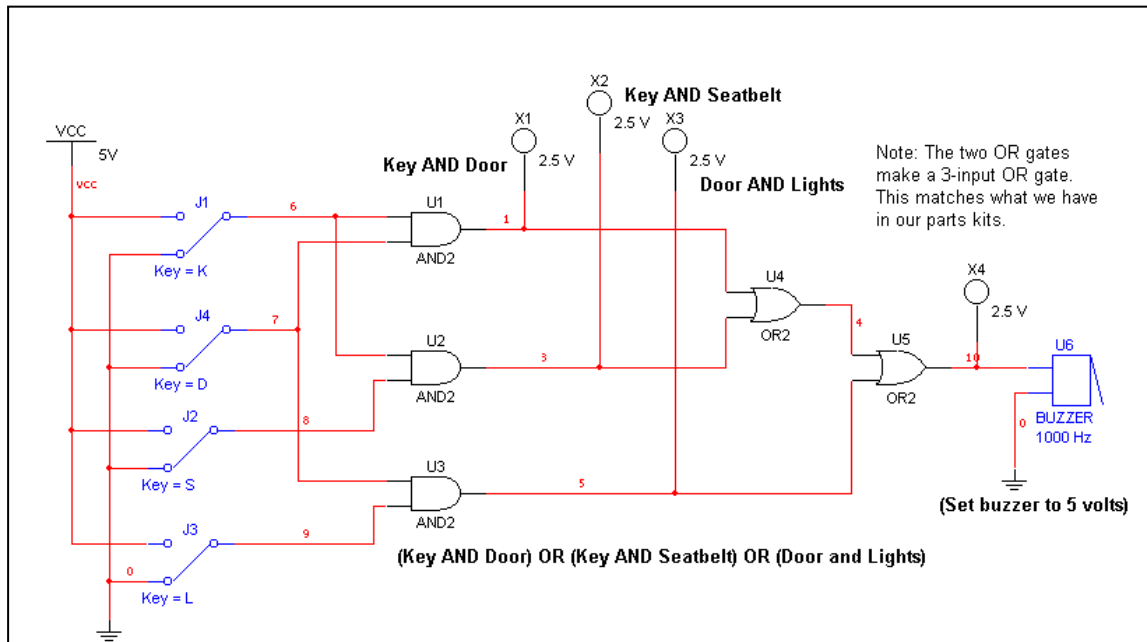 X2
Key AND Seatbelt
X1
X3
2.5 V
VCC
5V
2.5 V
2.5 V
Key AND Door
Door AND Lights
Note: The two OR gates
make a 3-input OR gate.
This matches what we have
in our parts kits.
vcc
J1
6
Key = K
U1
1
AND2
J4
7
Key = D
U2
3
AND2
U4
OR2
4
X4
2.5 V
U5
OR2
10
U6
BUZZER
1000 Hz
0
(Set buzzer to 5 volts)
J2
8
Key = S
U3
5
AND2
J3
9
0
Key = L
(Key AND Door) OR (Key AND Seatbelt) OR (Door and Lights)